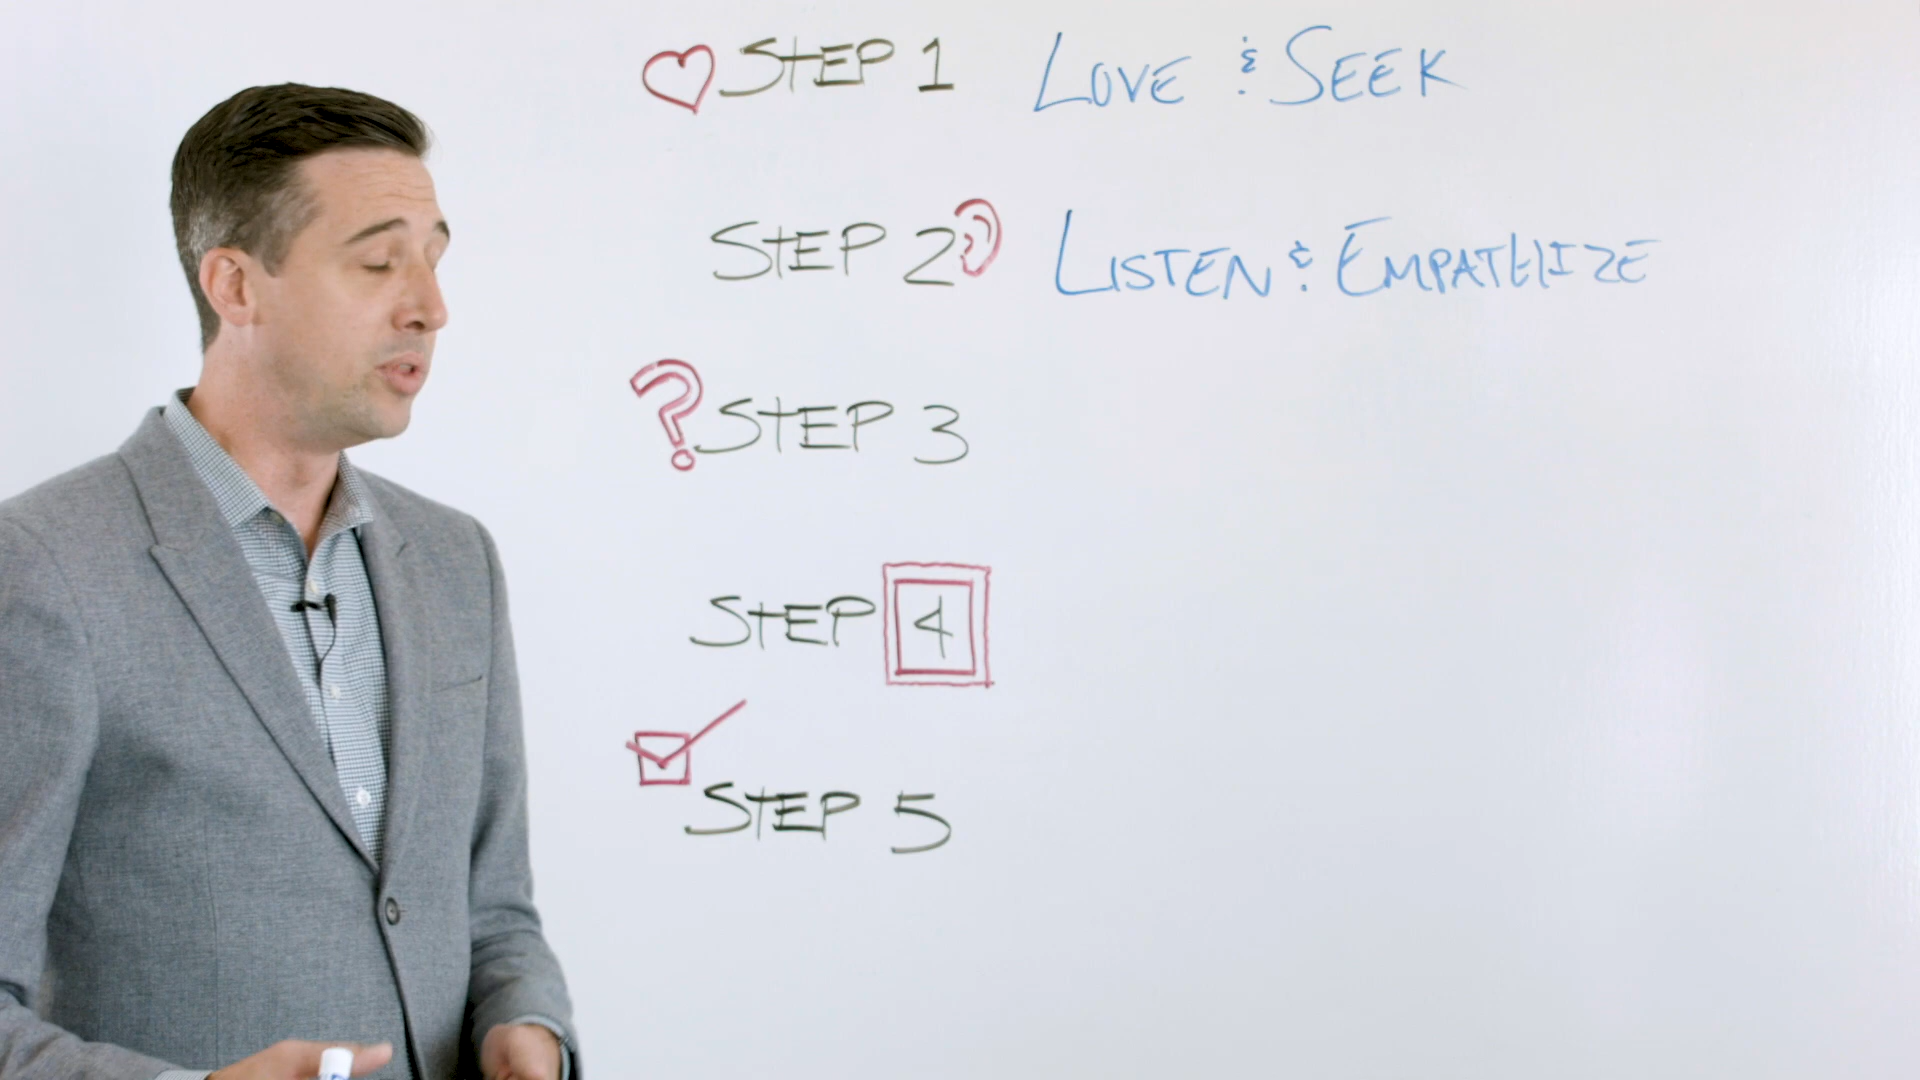 STEP 1 LOVE & SEEK
STEP 2 LISTEN & EMPATHIZE
? STEP 3
STEP 4
STEP 5